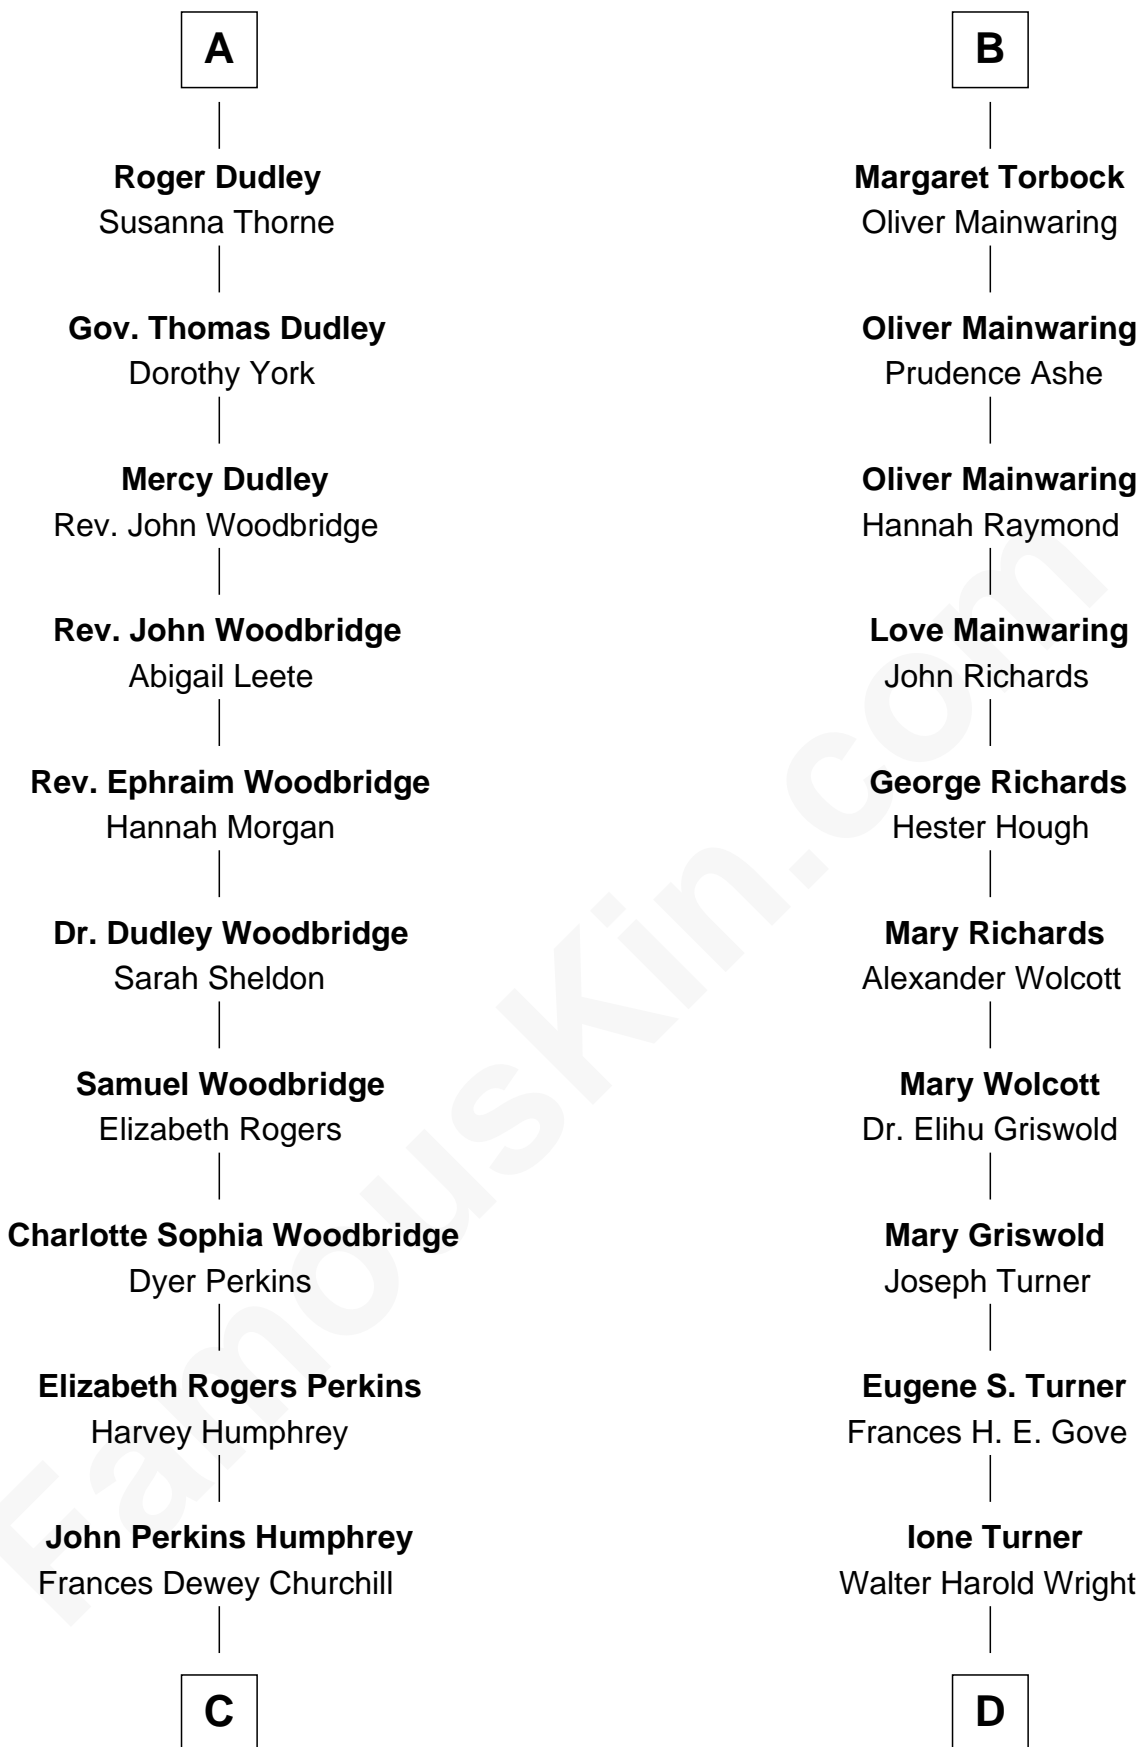 A
Roger Dudley
Susanna Thorne
Gov. Thomas Dudley
Dorothy York
Mercy Dudley
Rev. John Woodbridge
Rev. John Woodbridge
Abigail Leete
Rev. Ephraim Woodbridge
Hannah Morgan
Dr. Dudley Woodbridge
Sarah Sheldon
Samuel Woodbridge
Elizabeth Rogers
Charlotte Sophia Woodbridge
Dyer Perkins
Elizabeth Rogers Perkins
Harvey Humphrey
John Perkins Humphrey
Frances Dewey Churchill
C
B
Margaret Torbock
Oliver Mainwaring
Oliver Mainwaring
Prudence Ashe
Oliver Mainwaring
Hannah Raymond
Love Mainwaring
John Richards
George Richards
Hester Hough
Mary Richards
Alexander Wolcott
Mary Wolcott
Dr. Elihu Griswold
Mary Griswold
Joseph Turner
Eugene S. Turner
Frances H. E. Gove
Ione Turner
Walter Harold Wright
D
FamousKin.com